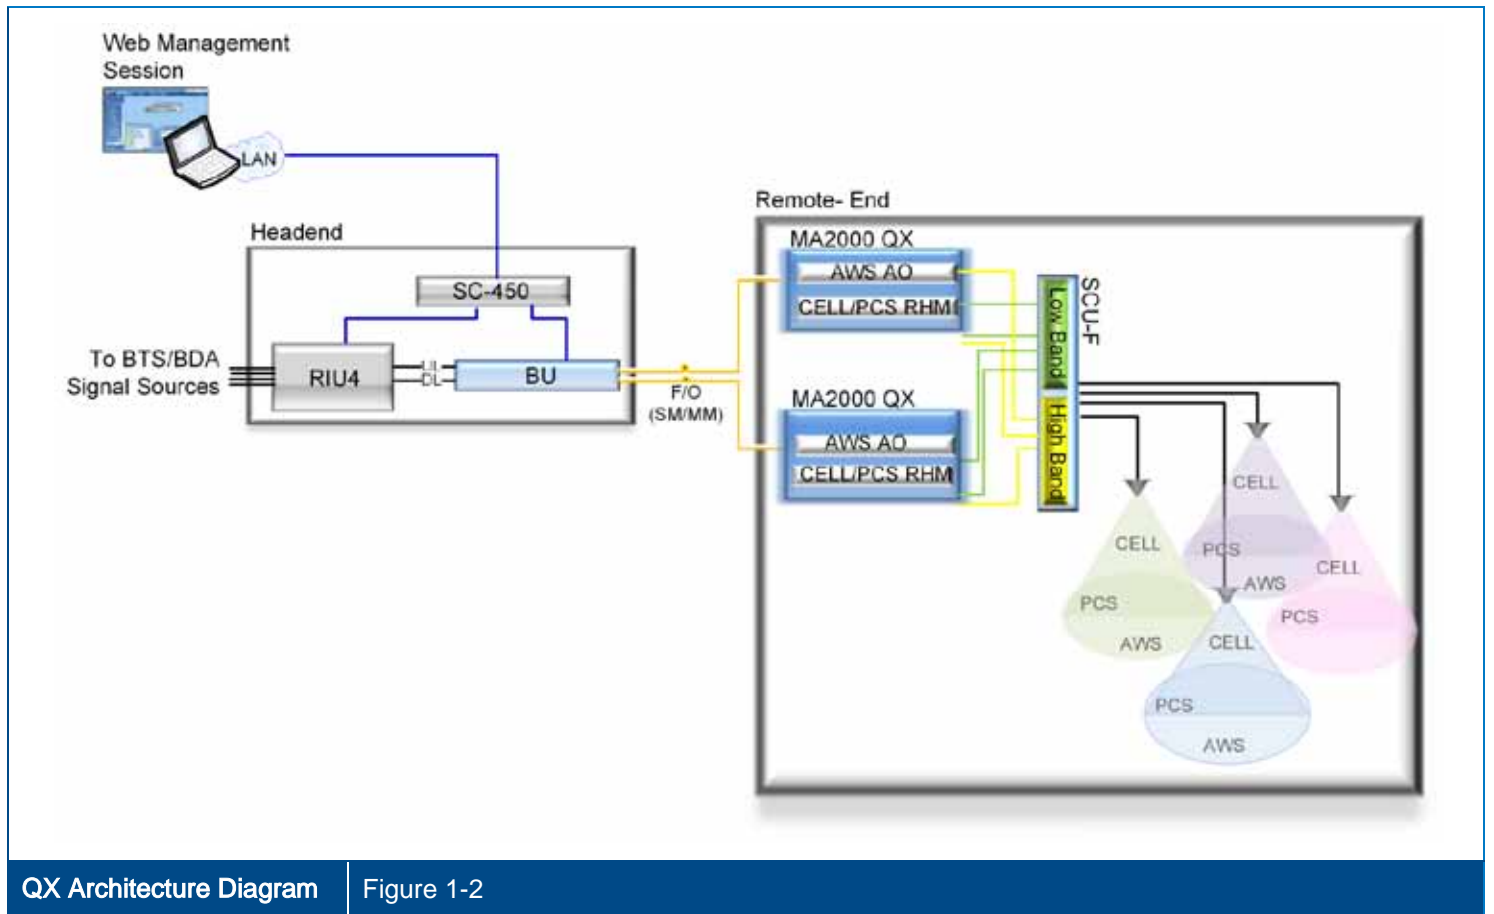 Web Management
Session
LAN
Headend
SC-450
To BTS/BDA
Signal Sources
RIU4
UL
DL
BU
F/O
(SM/MM)
Remote- End
MA2000 QX
AWS AO
CELL/PCS RHM
MA2000 QX
AWS AO
CELL/PCS RHM
SCU-F
Low Band
High Band
CELL
PCS
AWS
CELL
PCS
AWS
CELL
PCS
CELL
PCS
AWS
QX Architecture Diagram
Figure 1-2